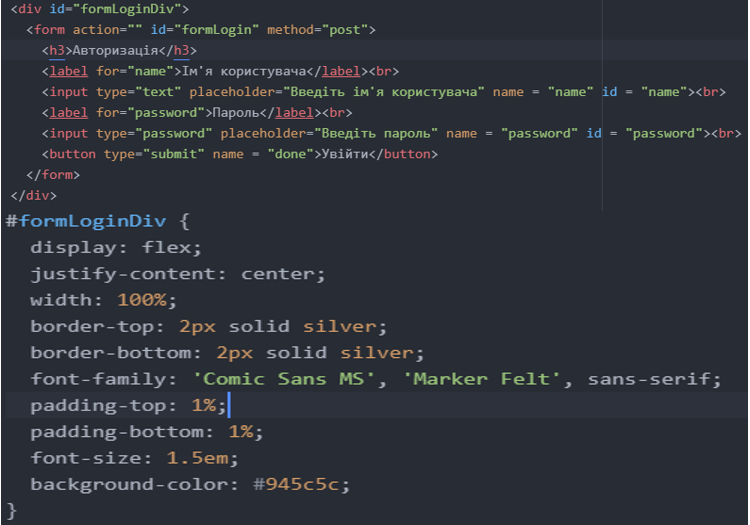 <div id="formLoginDiv">
<form action="" id="formLogin" method="post">
<h3>Авторизація</h3>
<label for="name">Ім'я користувача</label><br>
<input type="text" placeholder="Введіть ім'я користувача" name = "name" id = "name"><br>
<label for="password">Пароль</label><br>
<input type="password" placeholder="Введіть пароль" name = "password" id = "password"><br>
<button type="submit" name = "done">Увійти</button>
</form>
</div>
#formLoginDiv {
display: flex;
justify-content: center;
width: 100%;
border-top: 2px solid silver;
border-bottom: 2px solid silver;
font-family: 'Comic Sans MS', 'Marker Felt', sans-serif;
padding-top: 1%;
padding-bottom: 1%;
font-size: 1.5em;
background-color: #945c5c;
}